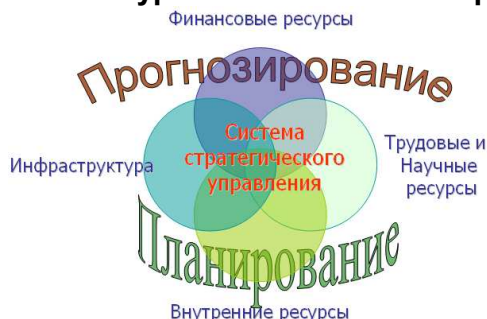 Финансовые ресурсы
Прогнозирование
Система
стратегического
управления
Инфраструктура
Трудовые и
Научные
ресурсы
Планирование
Внутренние ресурсы